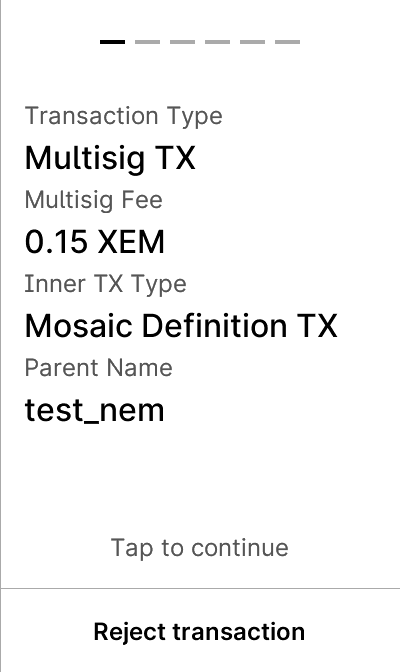 Transaction Type
Multisig TX
Multisig Fee
0.15 XEM
Inner TX Type
Mosaic Definition TX
Parent Name
test_nem
Tap to continue
Reject transaction